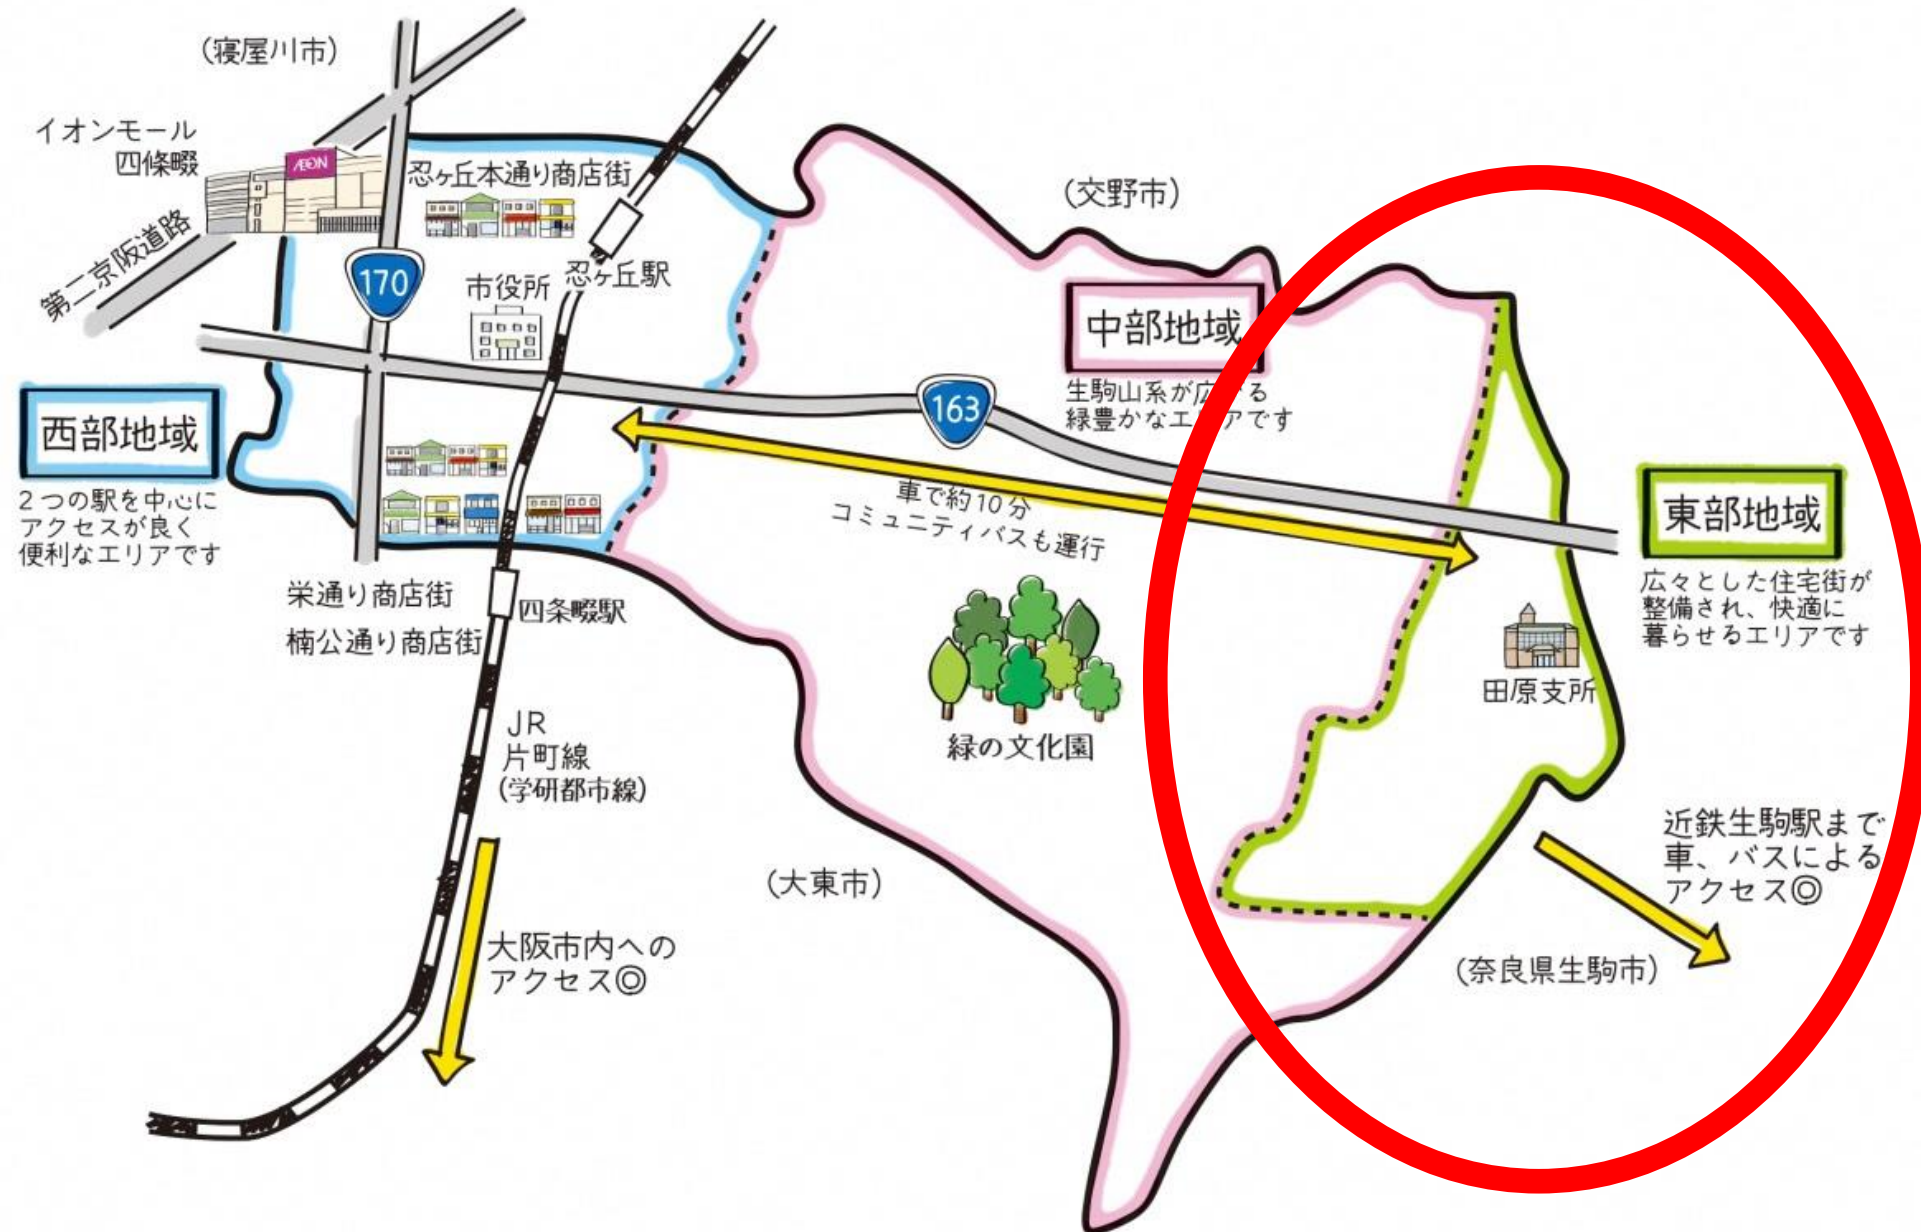 (寝屋川市)
イオンモール
四條畷
AEON
第二京阪道路
忍ヶ丘本通り商店街
170
市役所
忍ヶ丘駅
西部地域
2つの駅を中心に
アクセスが良く
便利なエリアです
栄通り商店街
楠公通り商店街
四条畷駅
JR
片町線
(学研都市線)
大阪市内への
アクセス◎
(交野市)
中部地域
生駒山系が広がる
緑豊かなエリアです
163
車で約10分
コミュニティバスも運行
緑の文化園
(大東市)
東部地域
広々とした住宅街が
整備され、快適に
暮らせるエリアです
田原支所
近鉄生駒駅まで
車、バスによる
アクセス◎
(奈良県生駒市)